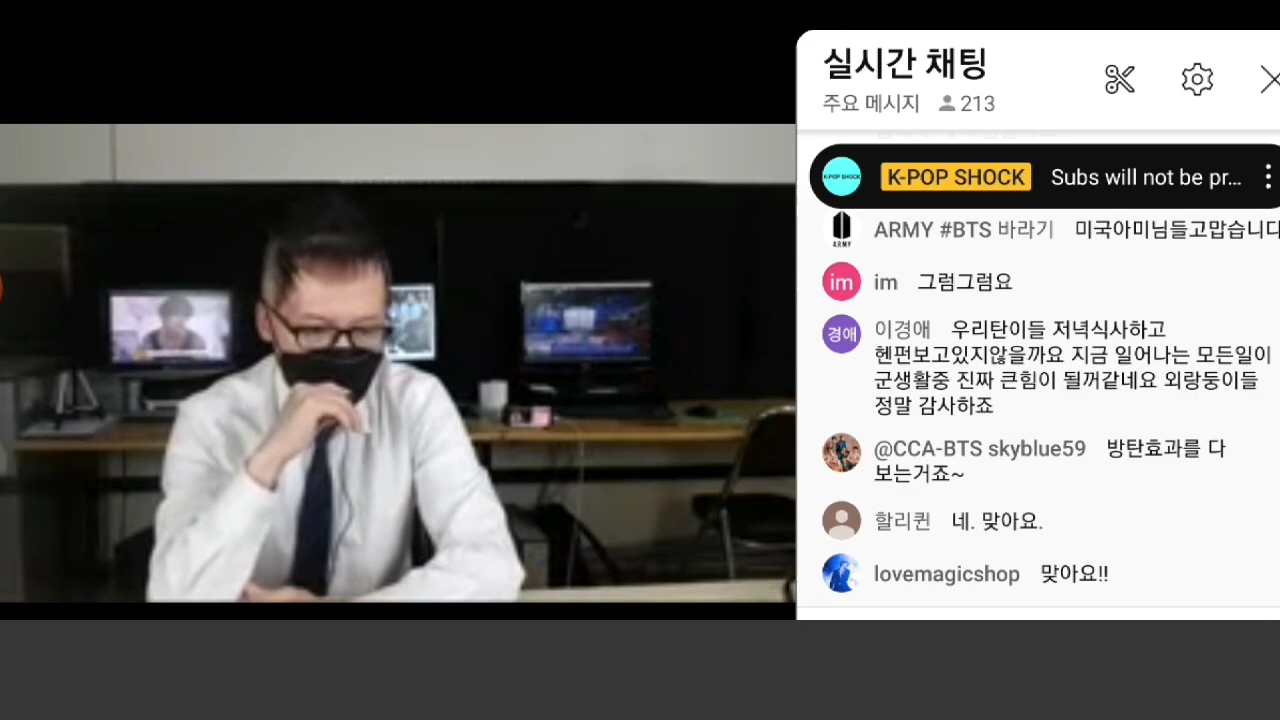 실시간 채팅
주요 메시지 213
K-POP SHOCK K-POP SHOCK Subs will not be pr...
ARMY ARMY #BTS 바라기 미국아미님들고맙습니다
im im 그럼그럼요
경애 이경애 우리탄이들 저녁식사하고
헨펀보고있지않을까요 지금 일어나는 모든일이
군생활중 진짜 큰힘이 될꺼같네요 외랑둥이들
정말 감사하죠
@CCA-BTS skyblue59 방탄효과를 다
보는거죠~
할리퀸 네. 맞아요.
lovemagicshop 맞아요!!